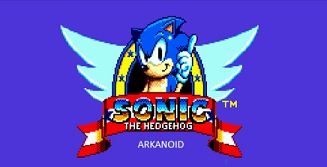 SONIC
TM
THE HEDGEHOG
ARKANOID